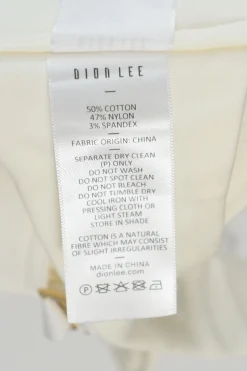 DION LEE
50% COTTON
47% NYLON
3% SPANDEX
FABRIC ORIGIN: CHINA
SEPARATE DRY CLEAN
(P) ONLY
DO NOT WASH
DO NOT SPOT CLEAN
DO NOT BLEACH
DO NOT TUMBLE DRY
COOL IRON WITH
PRESSING CLOTH OR
LIGHT STEAM
STORE IN SHADE
COTTON IS A NATURAL
FIBRE WHICH MAY CONSIST
OF SLIGHT IRREGULARITIES
MADE IN CHINA
dionlee.com